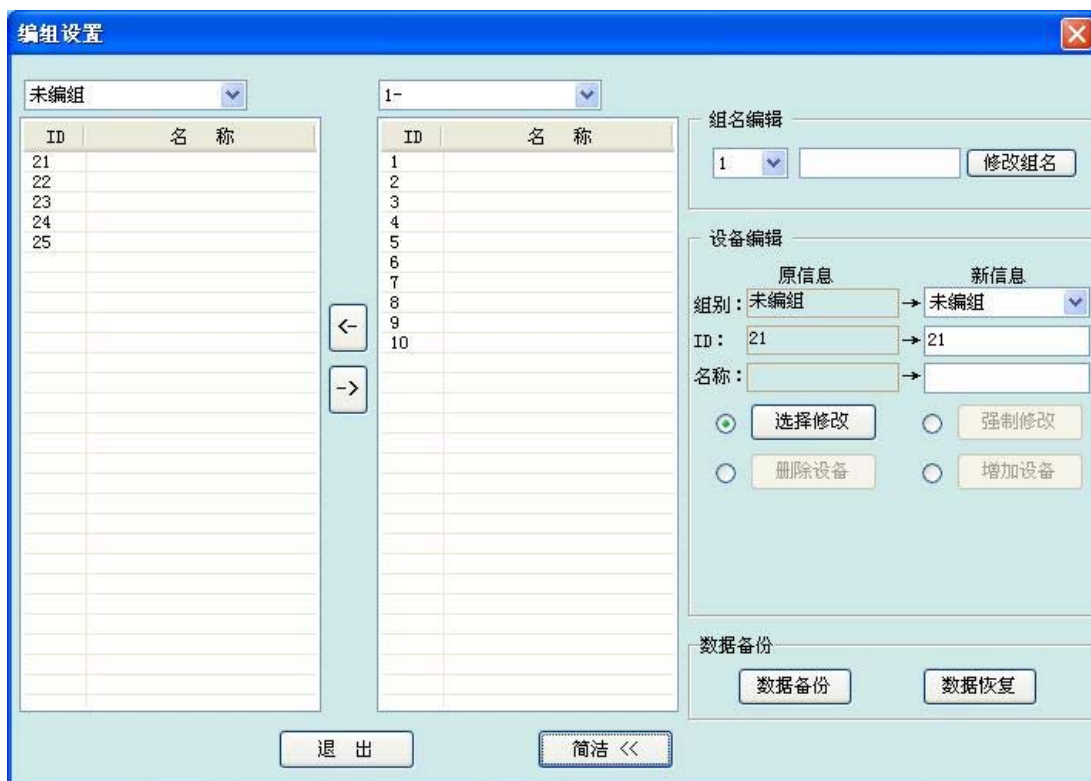 编组设置
未编组
ID 名 称
21
22
23
24
25
<-
->
1-
ID 名 称
1
2
3
4
5
6
7
8
9
10
组名编辑
1 修改组名
设备编辑
原信息 新信息
组别: 未编组 → 未编组
ID: 21 → 21
名称: →
选择修改 强制修改
删除设备 增加设备
数据备份
数据备份 数据恢复
退 出 简洁 <<